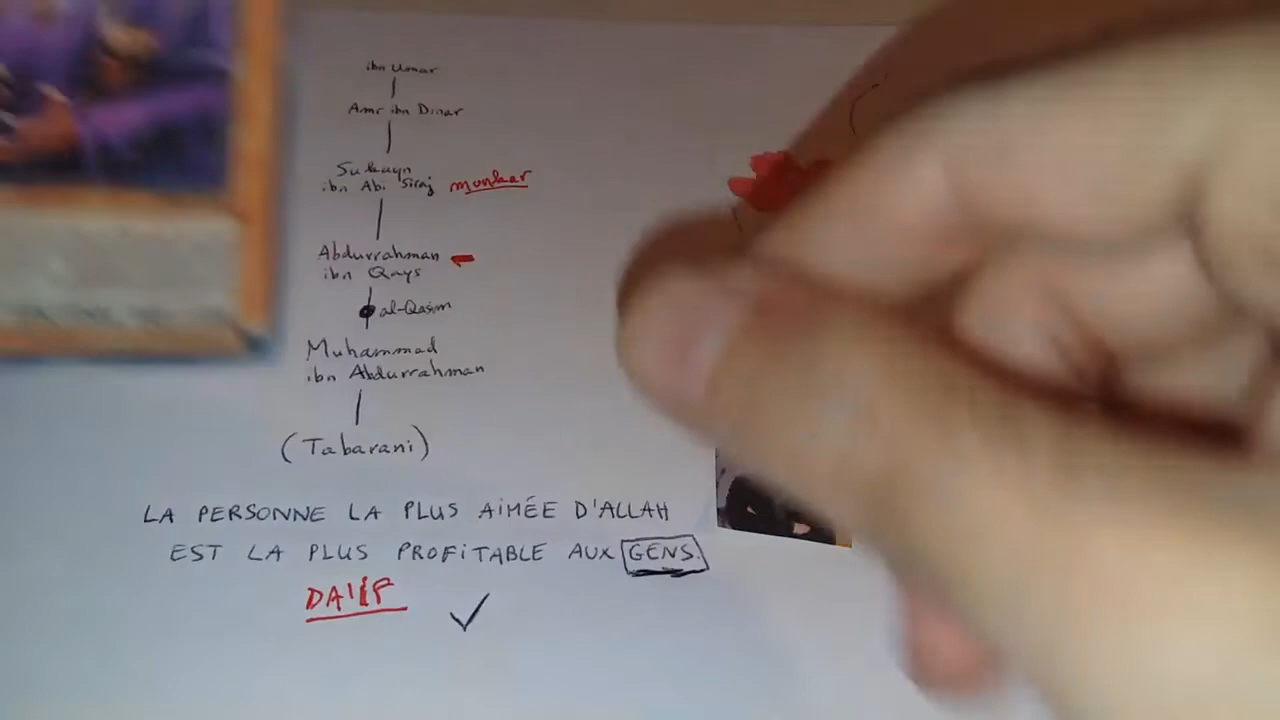 ibn Umar
Amr ibn Dinar
Sukayn
ibn Abi Siraj munkar
Abdurrahman
ibn Qays
al-Qasim
Muhammad
ibn Abdurrahman
(Tabarani)
LA PERSONNE LA PLUS AIMÉE D'ALLAH
EST LA PLUS PROFITABLE AUX GENS.
DA'IF